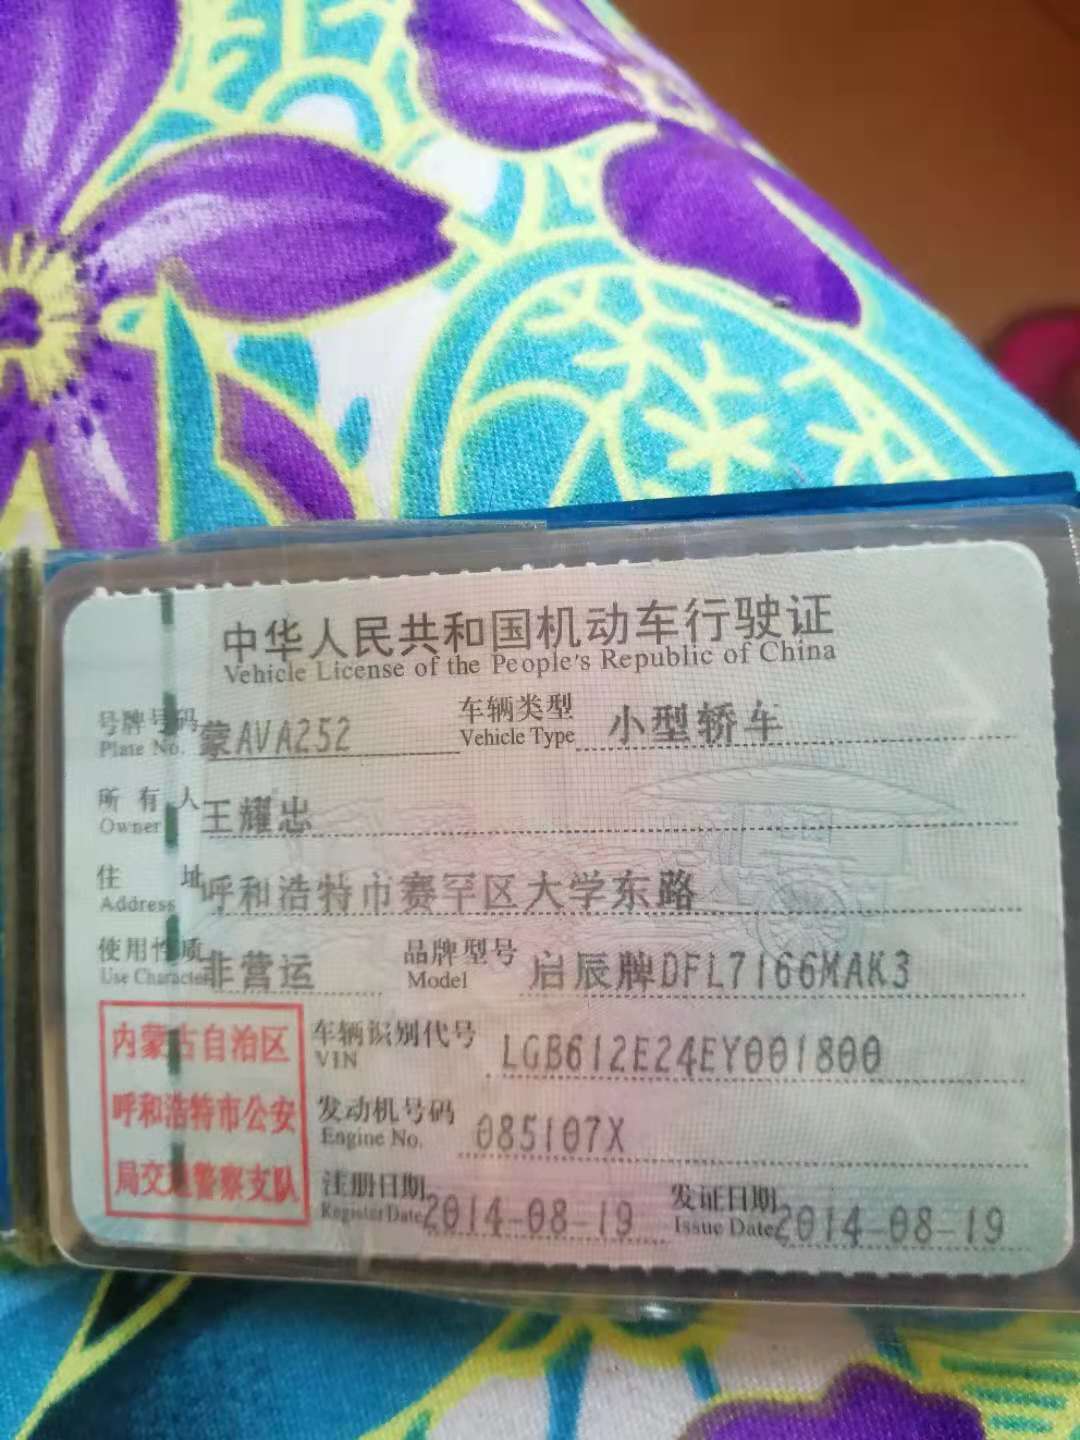 中华人民共和国机动车行驶证
Vehicle License of the People's Republic of China
号牌号码 蒙AVA252 车辆类型 小型轿车
Plate No. Vehicle Type
所有人 王耀忠
Owner
住址 呼和浩特市赛罕区大学东路
Address
使用性质 非营运 品牌型号 启辰牌DFL7166MAK3
Use Character Model
内蒙古自治区
呼和浩特市公安
局交通警察支队
车辆识别代号 LGB612E24EY001800
VIN
发动机号码 085107X
Engine No.
注册日期 2014-08-19 发证日期 2014-08-19
Register Date Issue Date